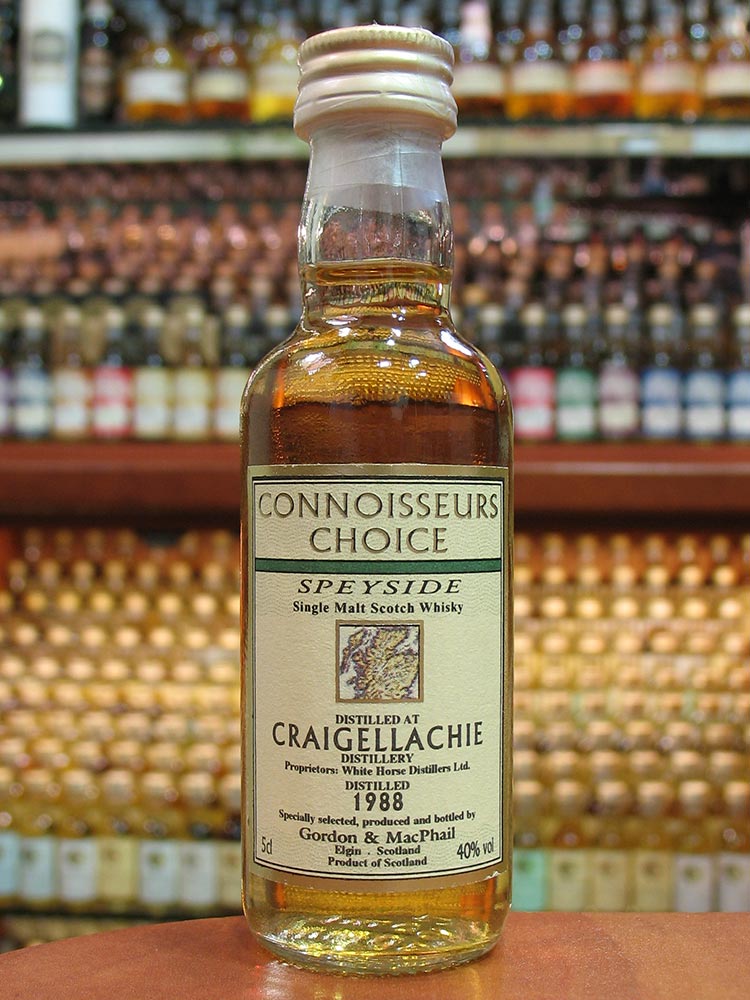 CONNOISSEURS
CHOICE
SPEYSIDE
Single Malt Scotch Whisky
DISTILLED AT
CRAIGELLACHIE
DISTILLERY
Proprietors: White Horse Distillers Ltd.
DISTILLED
1988
Specially selected, produced and bottled by
Gordon & MacPhail
Elgin . Scotland
Product of Scotland
5cl
40% vol